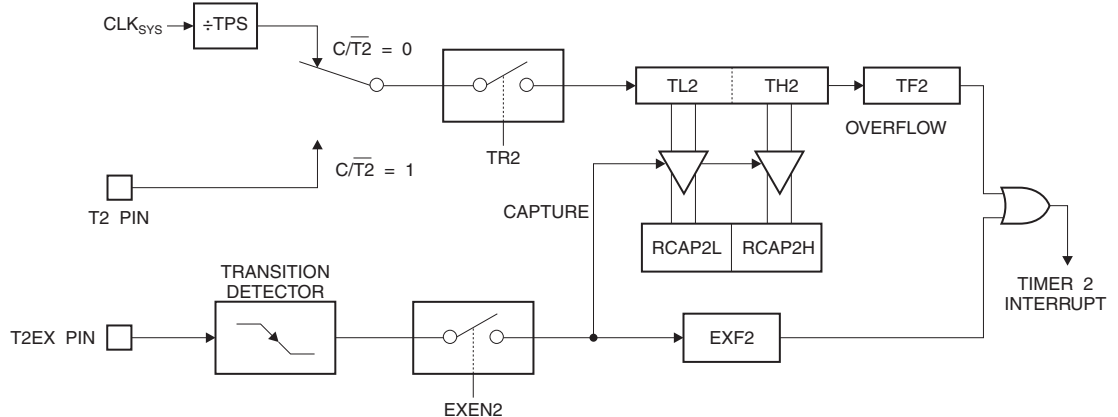 CLKSYS
÷TPS
C/T2 = 0
TL2
TH2
TF2
OVERFLOW
TR2
C/T2 = 1
T2 PIN
CAPTURE
RCAP2L
RCAP2H
TRANSITION
DETECTOR
TIMER 2
INTERRUPT
T2EX PIN
EXF2
EXEN2